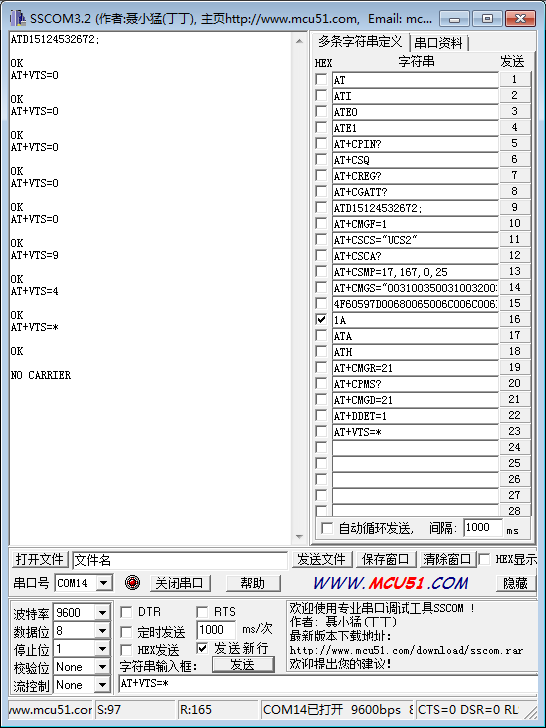 SSCOM3.2 (作者:聂小猛(丁丁), 主页http://www.mcu51.com,  Email: mc...
ATD15124532672;
OK
AT+VTS=0
OK
AT+VTS=0
OK
AT+VTS=0
OK
AT+VTS=0
OK
AT+VTS=0
OK
AT+VTS=9
OK
AT+VTS=4
OK
AT+VTS=*
OK
NO CARRIER
多条字符串定义 串口资料
HEX 字符串 发送
AT 1
ATI 2
ATE0 3
ATE1 4
AT+CPIN? 5
AT+CSQ 6
AT+CREG? 7
AT+CGATT? 8
ATD15124532672; 9
AT+CMGF=1 10
AT+CSCS="UCS2" 11
AT+CSCA? 12
AT+CSMP=17,167,0,25 13
AT+CMGS="0031003500310032003 14
4F60597D00680065006C006C006 15
1A 16
ATA 17
ATH 18
AT+CMGR=21 19
AT+CPMS? 20
AT+CMGD=21 21
AT+DDET=1 22
AT+VTS=* 23
24
25
26
27
28
自动循环发送, 间隔: 1000 ms
打开文件 文件名 发送文件 保存窗口 清除窗口 HEX显示
串口号 COM14 关闭串口 帮助 WWW.MCU51.COM 隐藏
波特率 9600 DTR RTS
数据位 8 定时发送 1000 ms/次
停止位 1 HEX发送 发送新行
校验位 None 字符串输入框: 发送
流控制 None AT+VTS=*
欢迎使用专业串口调试工具SSCOM !
作者: 聂小猛(丁丁)
最新版本下载地址:
http://www.mcu51.com/download/sscom.rar
欢迎提出您的建议!
www.mcu51.cor S:97 R:165 COM14已打开  9600bps  8 CTS=0 DSR=0 RL